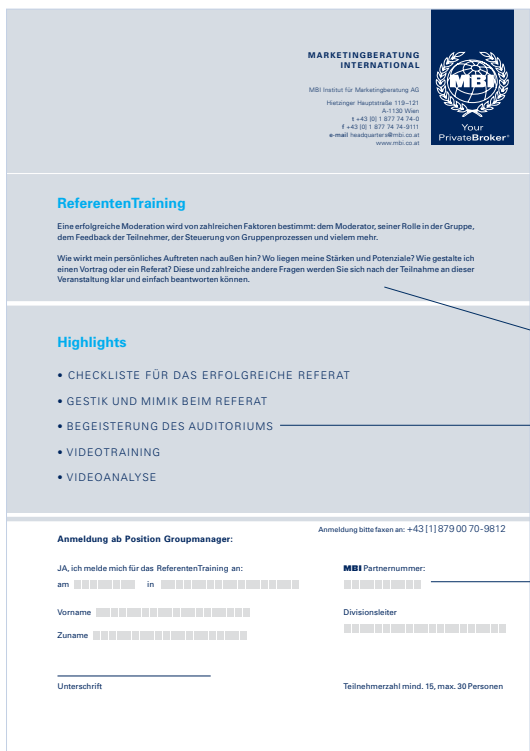 MARKETINGBERATUNG
INTERNATIONAL
MBI Institut für Marketingberatung AG
Hietzinger Hauptstraße 119–121
A-1130 Wien
t +43 [0] 1 877 74 74-0
f +43 [0] 1 877 74 74-9111
e-mail headquarters@mbi.co.at
www.mbi.co.at
MBI
Your
PrivateBroker®
ReferentenTraining
Eine erfolgreiche Moderation wird von zahlreichen Faktoren bestimmt: dem Moderator, seiner Rolle in der Gruppe,
dem Feedback der Teilnehmer, der Steuerung von Gruppenprozessen und vielem mehr.
Wie wirkt mein persönliches Auftreten nach außen hin? Wo liegen meine Stärken und Potenziale? Wie gestalte ich
einen Vortrag oder ein Referat? Diese und zahlreiche andere Fragen werden Sie sich nach der Teilnahme an dieser
Veranstaltung klar und einfach beantworten können.
Highlights
• CHECKLISTE FÜR DAS ERFOLGREICHE REFERAT
• GESTIK UND MIMIK BEIM REFERAT
• BEGEISTERUNG DES AUDITORIUMS
• VIDEOTRAINING
• VIDEOANALYSE
Anmeldung bitte faxen an: +43 [1] 879 00 70-9812
Anmeldung ab Position Groupmanager:
JA, ich melde mich für das ReferentenTraining an:
MBI Partnernummer:
am in
Vorname
Divisionsleiter
Zuname
Unterschrift
Teilnehmerzahl mind. 15, max. 30 Personen